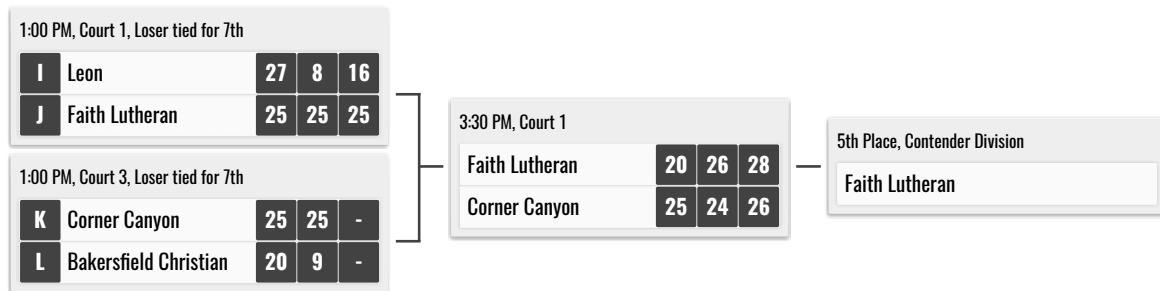 1:00 PM, Court 1, Loser tied for 7th
I Leon 27 8 16
J Faith Lutheran 25 25 25
1:00 PM, Court 3, Loser tied for 7th
K Corner Canyon 25 25 -
L Bakersfield Christian 20 9 -
3:30 PM, Court 1
Faith Lutheran 20 26 28
Corner Canyon 25 24 26
5th Place, Contender Division
Faith Lutheran